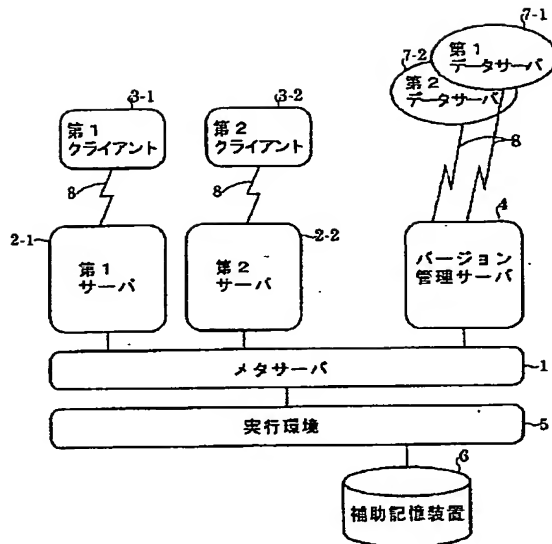 7-1
第1
データサーバ
7-2
第2
データサーバ
3-1
第1
クライアント
3-2
第2
クライアント
8
8
8
2-1
第1
サーバ
2-2
第2
サーバ
4
バージョン
管理サーバ
メタサーバ
1
実行環境
5
6
補助記憶装置